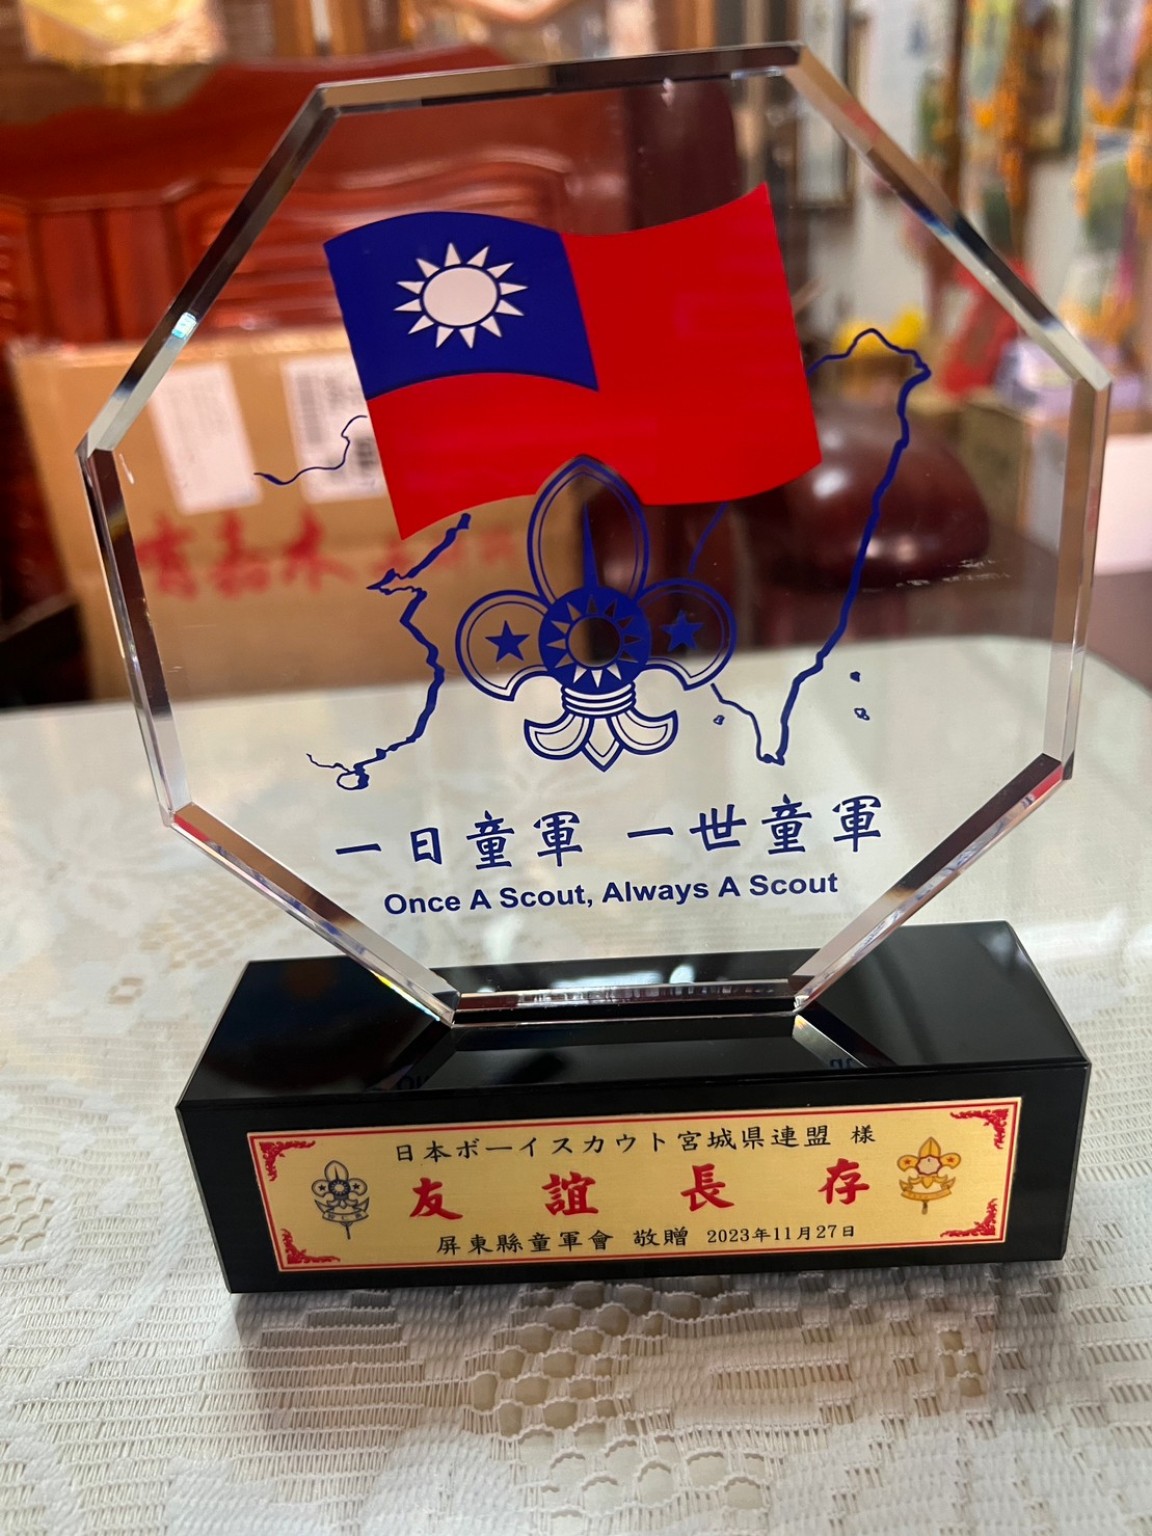 一日童軍 一世童軍
Once A Scout, Always A Scout
日本ボーイスカウト宮城県連盟 様
友誼長存
屏東縣童軍會 敬贈 2023年11月27日